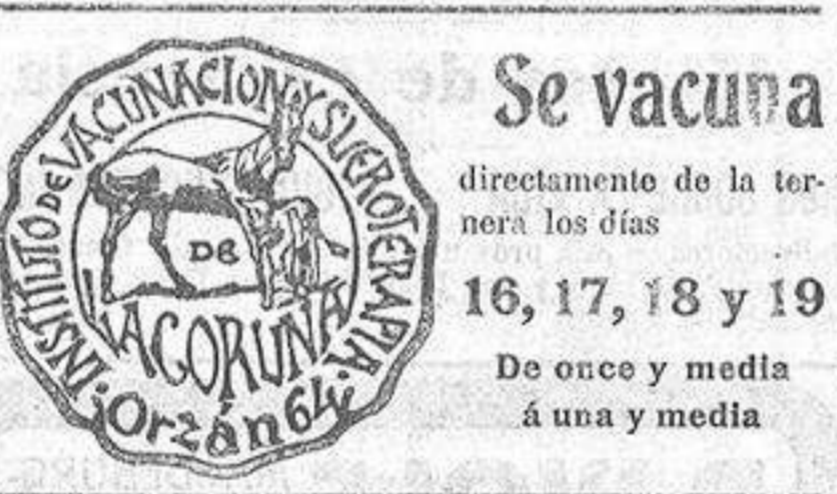 INSTITUTO DE VACUNACION Y SUEROTERAPIA
DE
LA CORUÑA
Orzán 64
Se vacuna
directamente de la ter-
nera los días
16, 17, 18 y 19
De once y media
á una y media